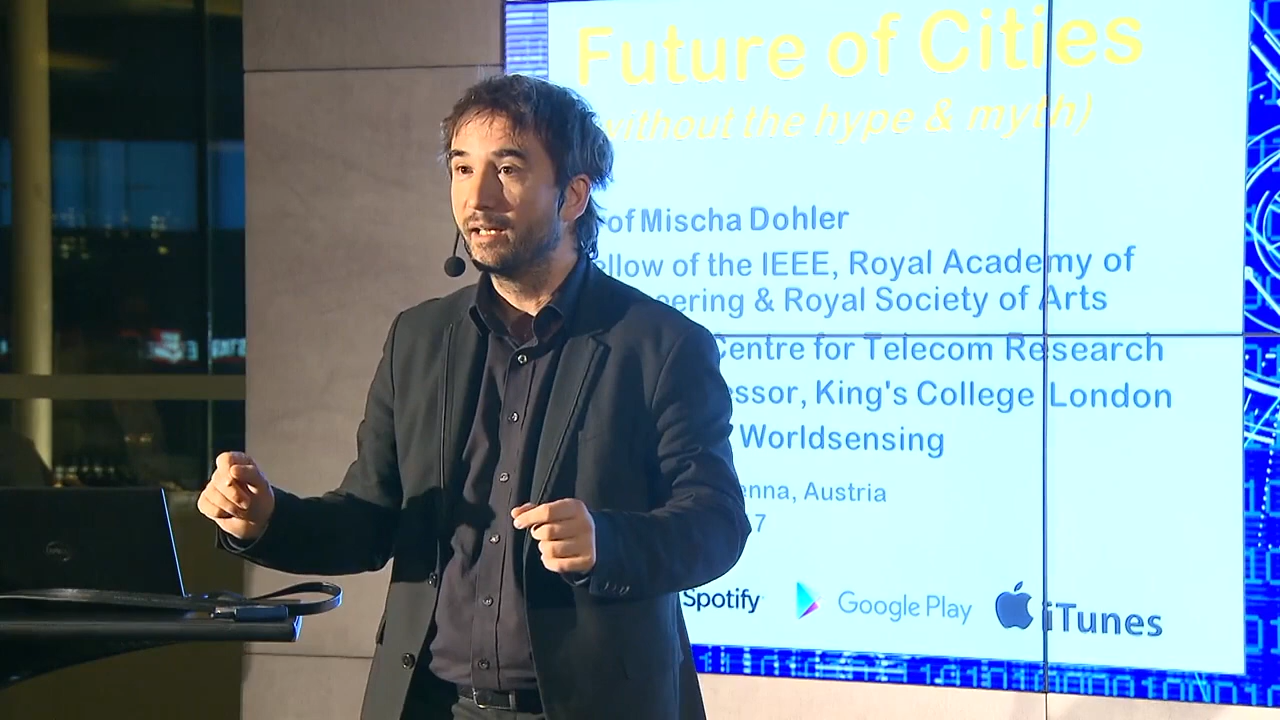 Future of Cities
without the hype & myth)
of Mischa Dohler
ellow of the IEEE, Royal Academy of
eering & Royal Society of Arts
Centre for Telecom Research
essor, King's College London
Worldsensing
enna, Austria
7
Spotify
Google Play
iTunes
DELL